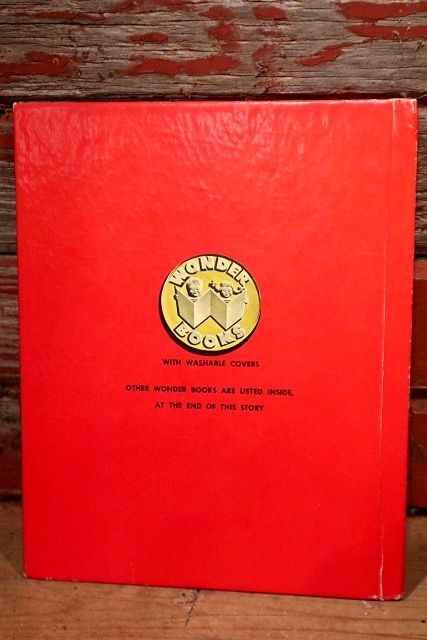 WONDER
BOOKS
WITH WASHABLE COVERS
OTHER WONDER BOOKS ARE LISTED INSIDE,
AT THE END OF THIS STORY